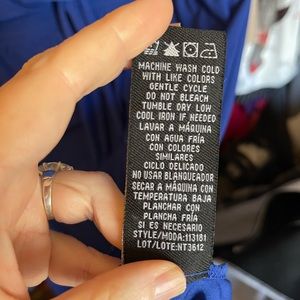 MACHINE WASH COLD
WITH LIKE COLORS
GENTLE CYCLE
DO NOT BLEACH
TUMBLE DRY LOW
COOL IRON IF NEEDED
LAVAR A MÁQUINA
CON AGUA FRÍA
CON COLORES
SIMILARES
CICLO DELICADO
NO USAR BLANQUEADOR
SECAR A MÁQUINA CON
TEMPERATURA BAJA
PLANCHAR CON
PLANCHA FRÍA
SI ES NECESARIO
STYLE/MODA:113181
LOT/LOTE:NT3612